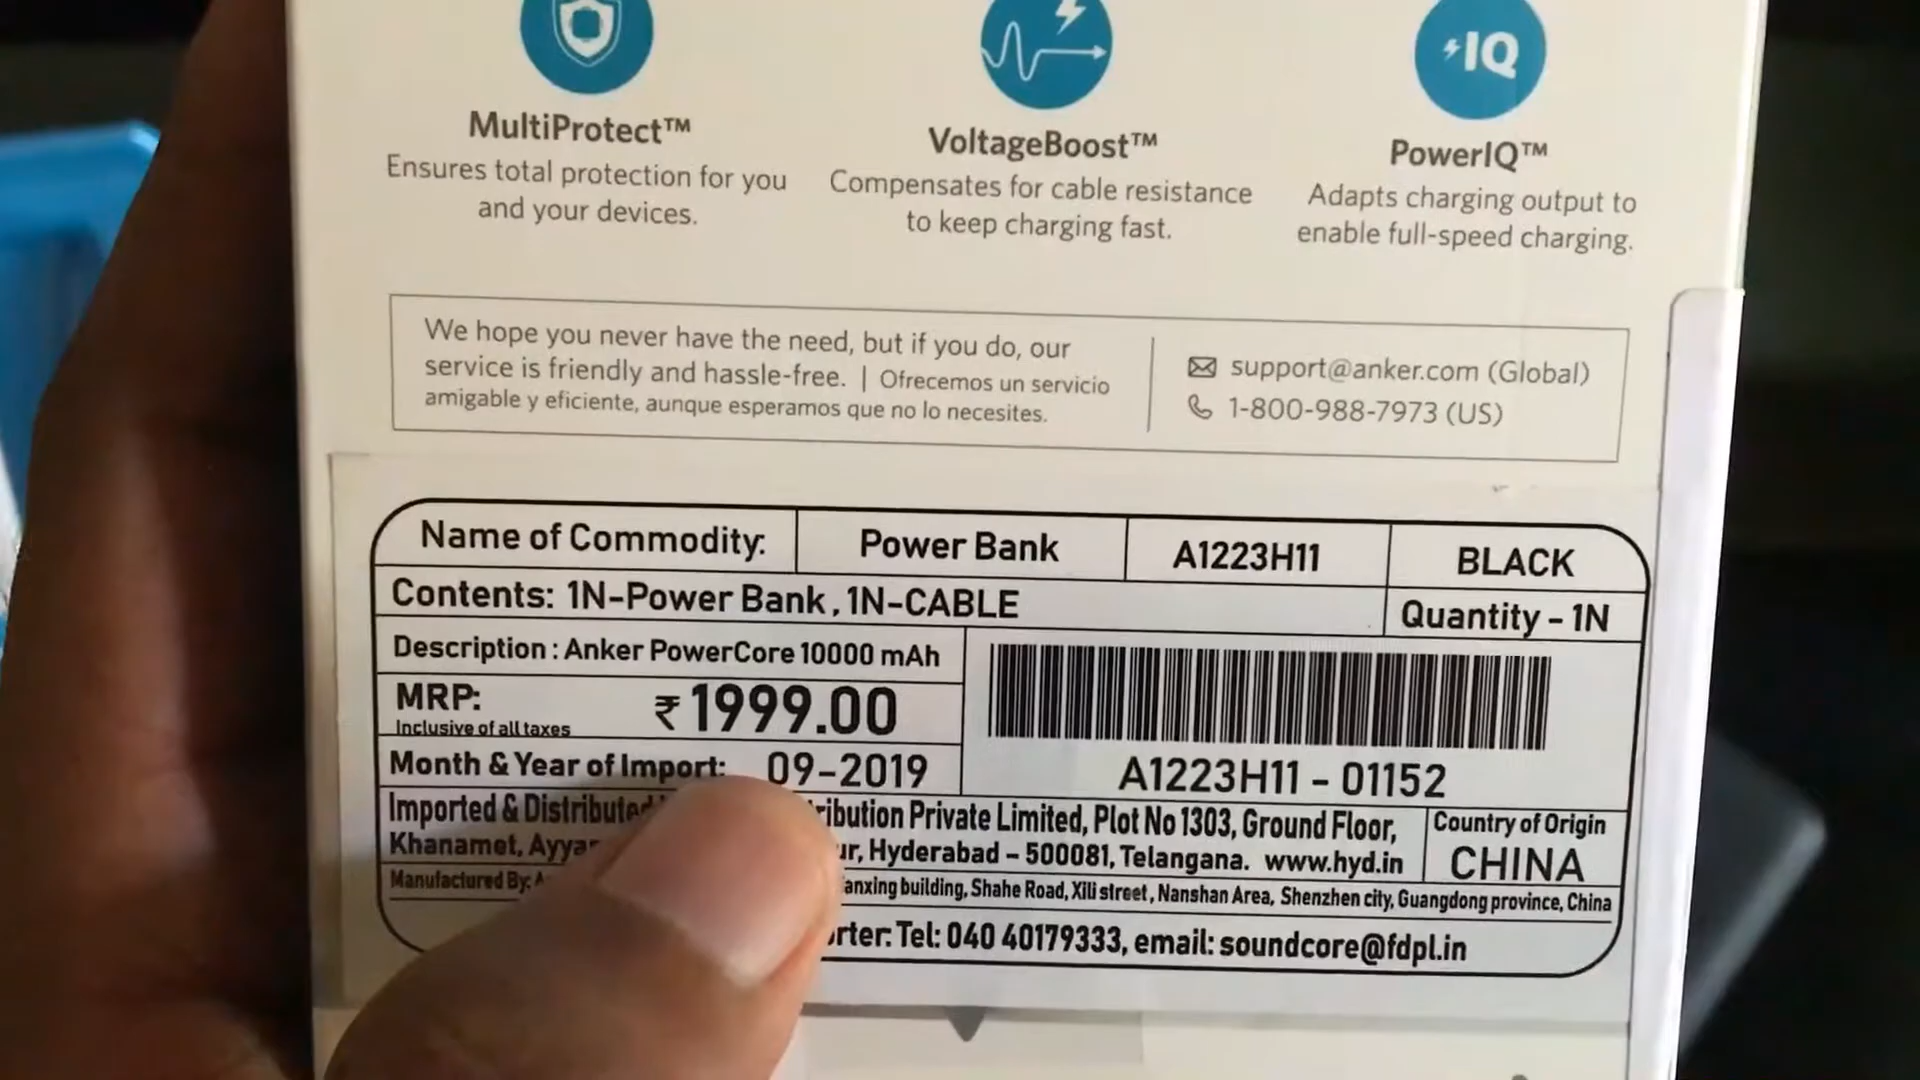 IQ
MultiProtect™
Ensures total protection for you
and your devices.
VoltageBoost™
Compensates for cable resistance
to keep charging fast.
PowerIQ™
Adapts charging output to
enable full-speed charging.
We hope you never have the need, but if you do, our
service is friendly and hassle-free. | Ofrecemos un servicio
amigable y eficiente, aunque esperamos que no lo necesites.
support@anker.com (Global)
1-800-988-7973 (US)
Name of Commodity: Power Bank A1223H11 BLACK
Contents: 1N-Power Bank, 1N-CABLE Quantity - 1N
Description : Anker PowerCore 10000 mAh
MRP: ₹1999.00
Inclusive of all taxes
Month & Year of Import: 09-2019
A1223H11 - 01152
Imported & Distributed Private Limited, Plot No 1303, Ground Floor,
Khanamet, Hyderabad - 500081, Telangana. www.hyd.in
Country of Origin
CHINA
Manufactured By: building, Shahe Road, Xili street, Nanshan Area, Shenzhen city, Guangdong province, China
Tel: 040 40179333, email: soundcore@fdpl.in